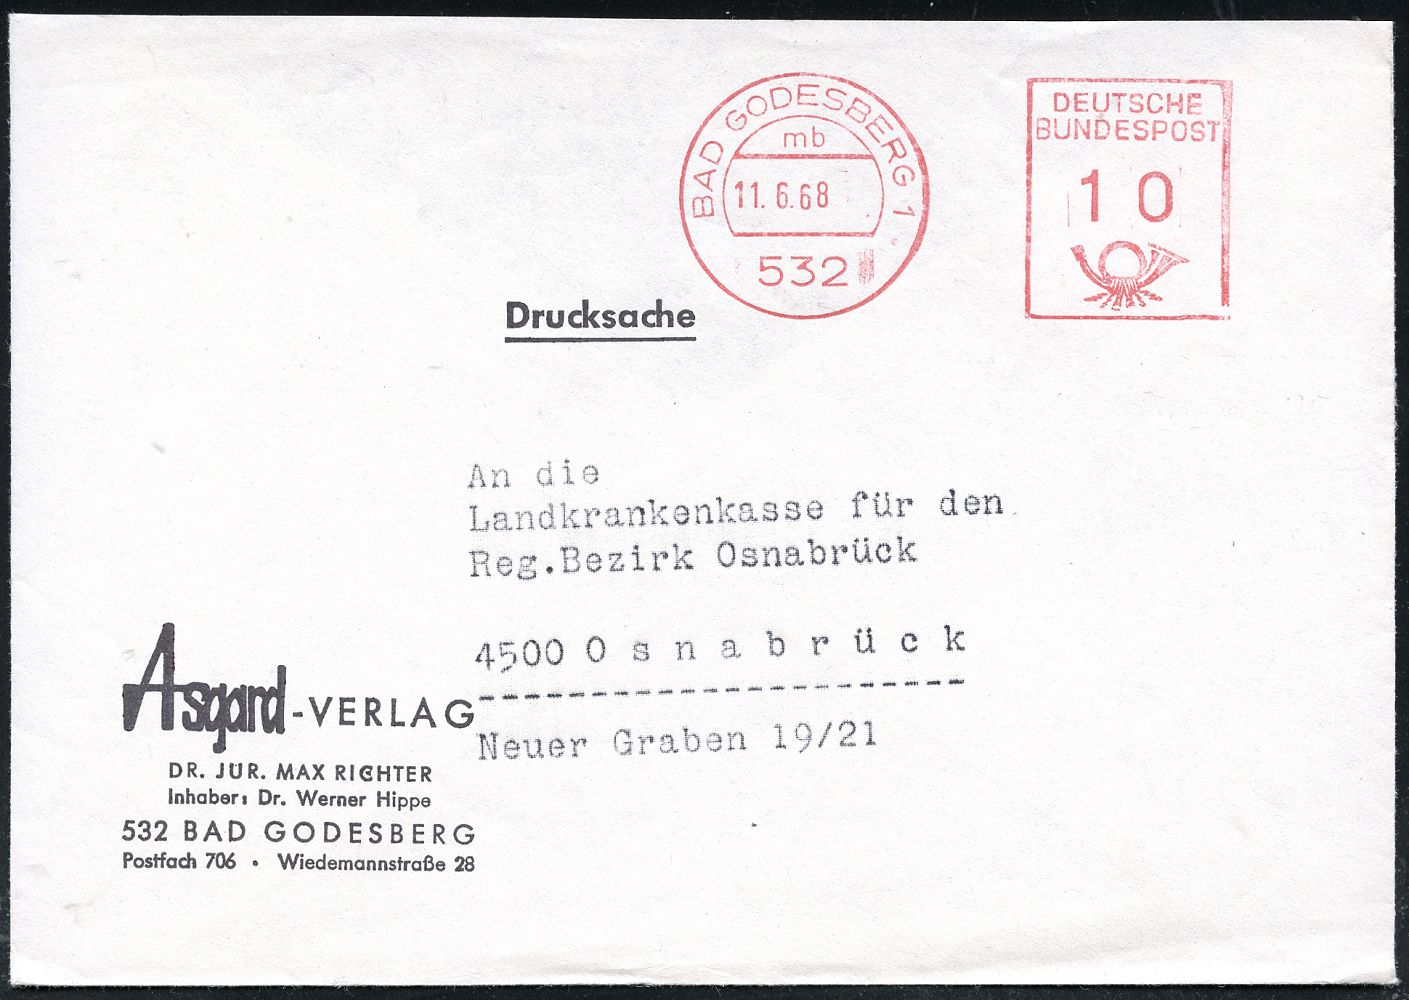 BAD GODESBERG 1
mb
11. 6. 68
532
DEUTSCHE
BUNDESPOST
10
Drucksache
An die
Landkrankenkasse für den
Reg.Bezirk Osnabrück
4500 O s n a b r ü c k
----------------------
Neuer Graben 19/21
Asgard-VERLAG
DR. JUR. MAX RICHTER
Inhaber: Dr. Werner Hippe
532 BAD GODESBERG
Postfach 706 • Wiedemannstraße 28